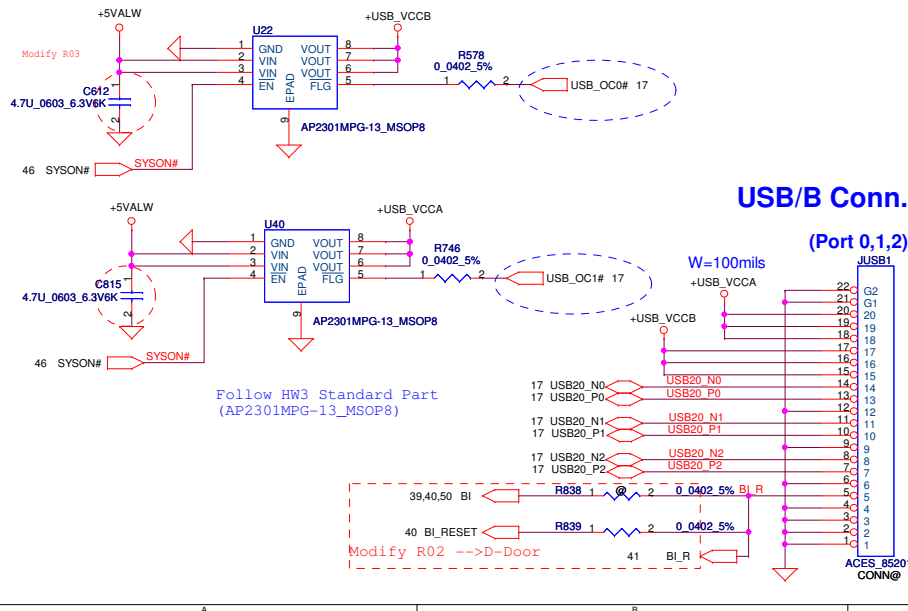 +5VALW
+USB_VCCB
U22
Modify R03
1 GND VOUT 8
2 VIN VOUT 7
3 VIN VOUT 6
4 EN FLG 5
EPAD
9
R578
0_0402_5%
1 2
USB_OC0# 17
C612
4.7U_0603_6.3V6K
1
2
AP2301MPG-13_MSOP8
46 SYSON# SYSON#
USB/B Conn.
+5VALW
+USB_VCCA
U40
(Port 0,1,2)
1 GND VOUT 8
2 VIN VOUT 7
3 VIN VOUT 6
4 EN FLG 5
EPAD
9
R746
0_0402_5%
1 2
USB_OC1# 17
C815
4.7U_0603_6.3V6K
1
2
AP2301MPG-13_MSOP8
46 SYSON# SYSON#
W=100mils
+USB_VCCA
+USB_VCCB
JUSB1
22 G2
21 G1
20 20
19 19
18 18
17 17
16 16
15 15
14 14
13 13
12 12
11 11
10 10
9 9
8 8
7 7
6 6
5 5
4 4
3 3
2 2
1 1
Follow HW3 Standard Part
(AP2301MPG-13_MSOP8)
17 USB20_N0 USB20_N0
17 USB20_P0 USB20_P0
17 USB20_N1 USB20_N1
17 USB20_P1 USB20_P1
17 USB20_N2 USB20_N2
17 USB20_P2 USB20_P2
39,40,50 BI R838 1 @ 2 0_0402_5% BI_R
40 BI_RESET R839 1 2 0_0402_5%
Modify R02 -->D-Door
41 BI_R
ACES_8520
CONN@
A
B